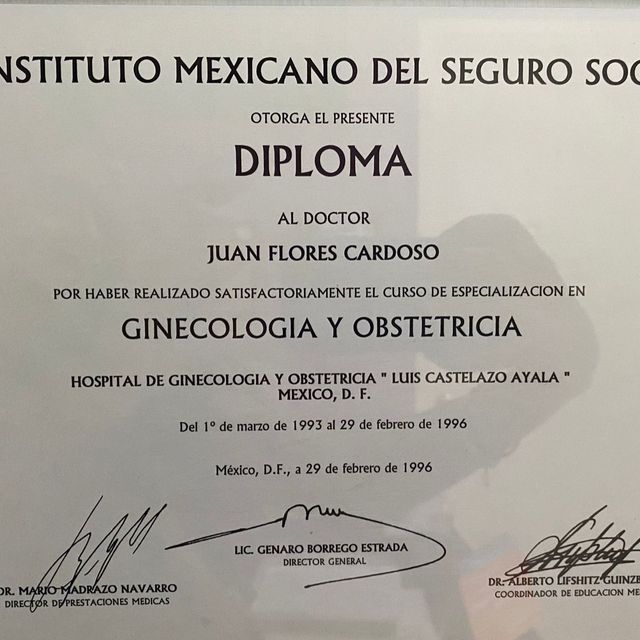 NSTITUTO MEXICANO DEL SEGURO SOC
OTORGA EL PRESENTE
DIPLOMA
AL DOCTOR
JUAN FLORES CARDOSO
POR HABER REALIZADO SATISFACTORIAMENTE EL CURSO DE ESPECIALIZACION EN
GINECOLOGIA Y OBSTETRICIA
HOSPITAL DE GINECOLOGIA Y OBSTETRICIA " LUIS CASTELAZO AYALA "
MEXICO, D. F.
Del 1º de marzo de 1993 al 29 de febrero de 1996
México, D.F., a 29 de febrero de 1996
LIC. GENARO BORREGO ESTRADA
DIRECTOR GENERAL
DR. MARIO MADRAZO NAVARRO
DIRECTOR DE PRESTACIONES MEDICAS
DR. ALBERTO LIFSHITZ GUINZBE
COORDINADOR DE EDUCACION ME